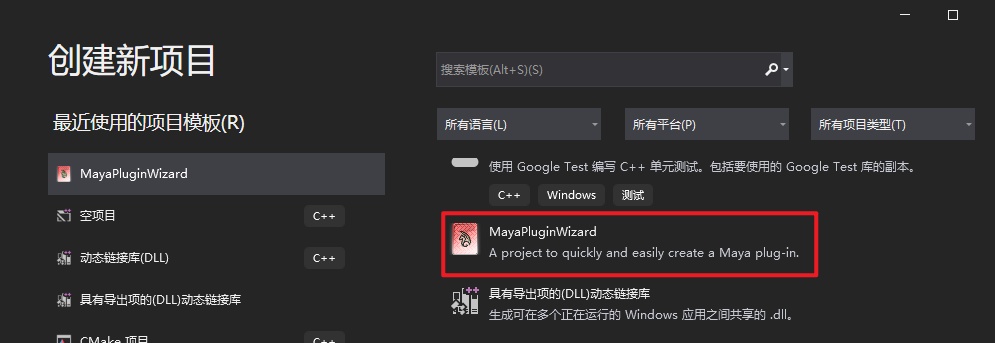 创建新项目
最近使用的项目模板(R)
MayaPluginWizard
空项目
C++
动态链接库(DLL)
C++
具有导出项的(DLL)动态链接库
CMake 项目
C++
搜索模板(Alt+S)(S)
所有语言(L)
所有平台(P)
所有项目类型(T)
使用 Google Test 编写 C++ 单元测试。包括要使用的 Google Test 库的副本。
C++
Windows
测试
MayaPluginWizard
A project to quickly and easily create a Maya plug-in.
具有导出项的(DLL)动态链接库
生成可在多个正在运行的 Windows 应用之间共享的 .dll。